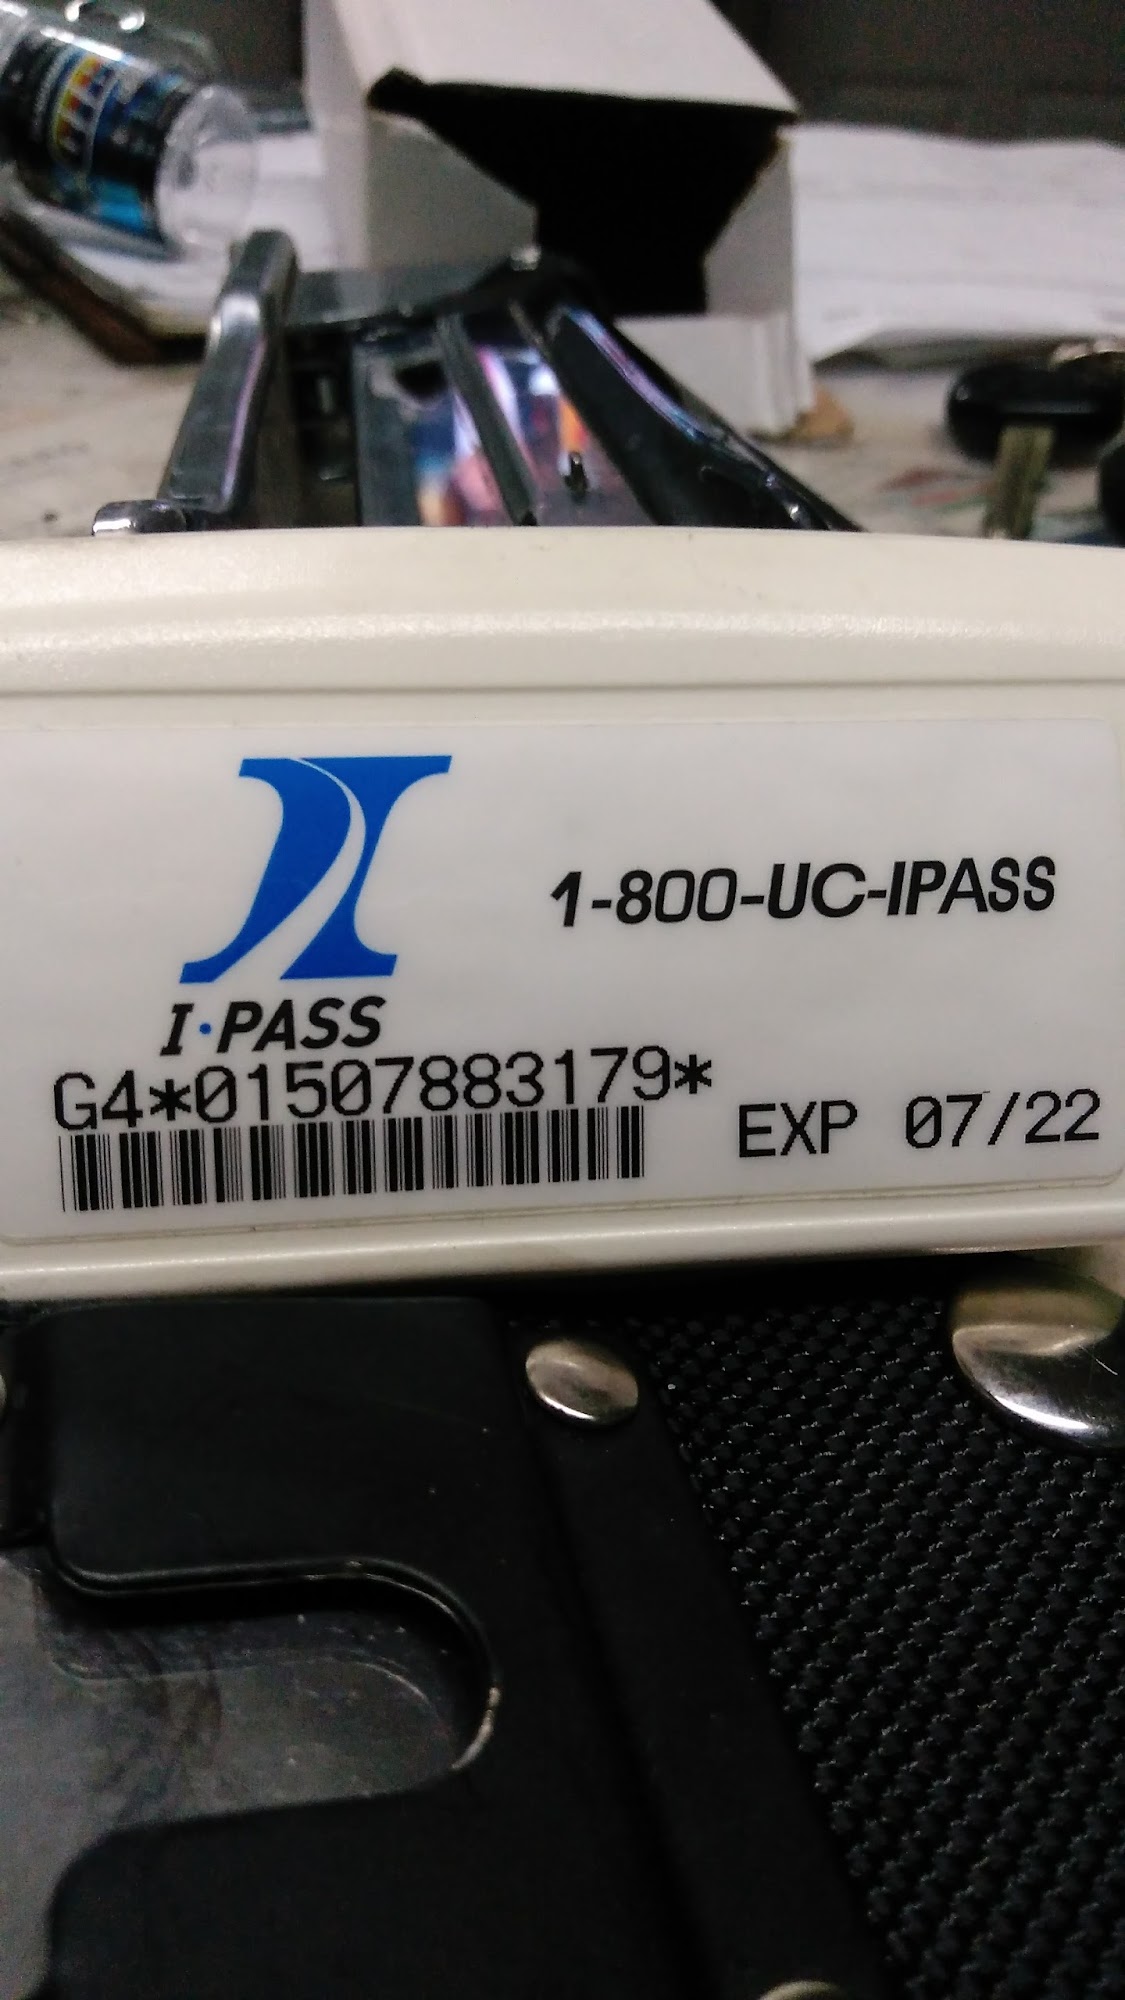 1-800-UC-IPASS
I·PASS
G4*01507883179*
EXP 07/22